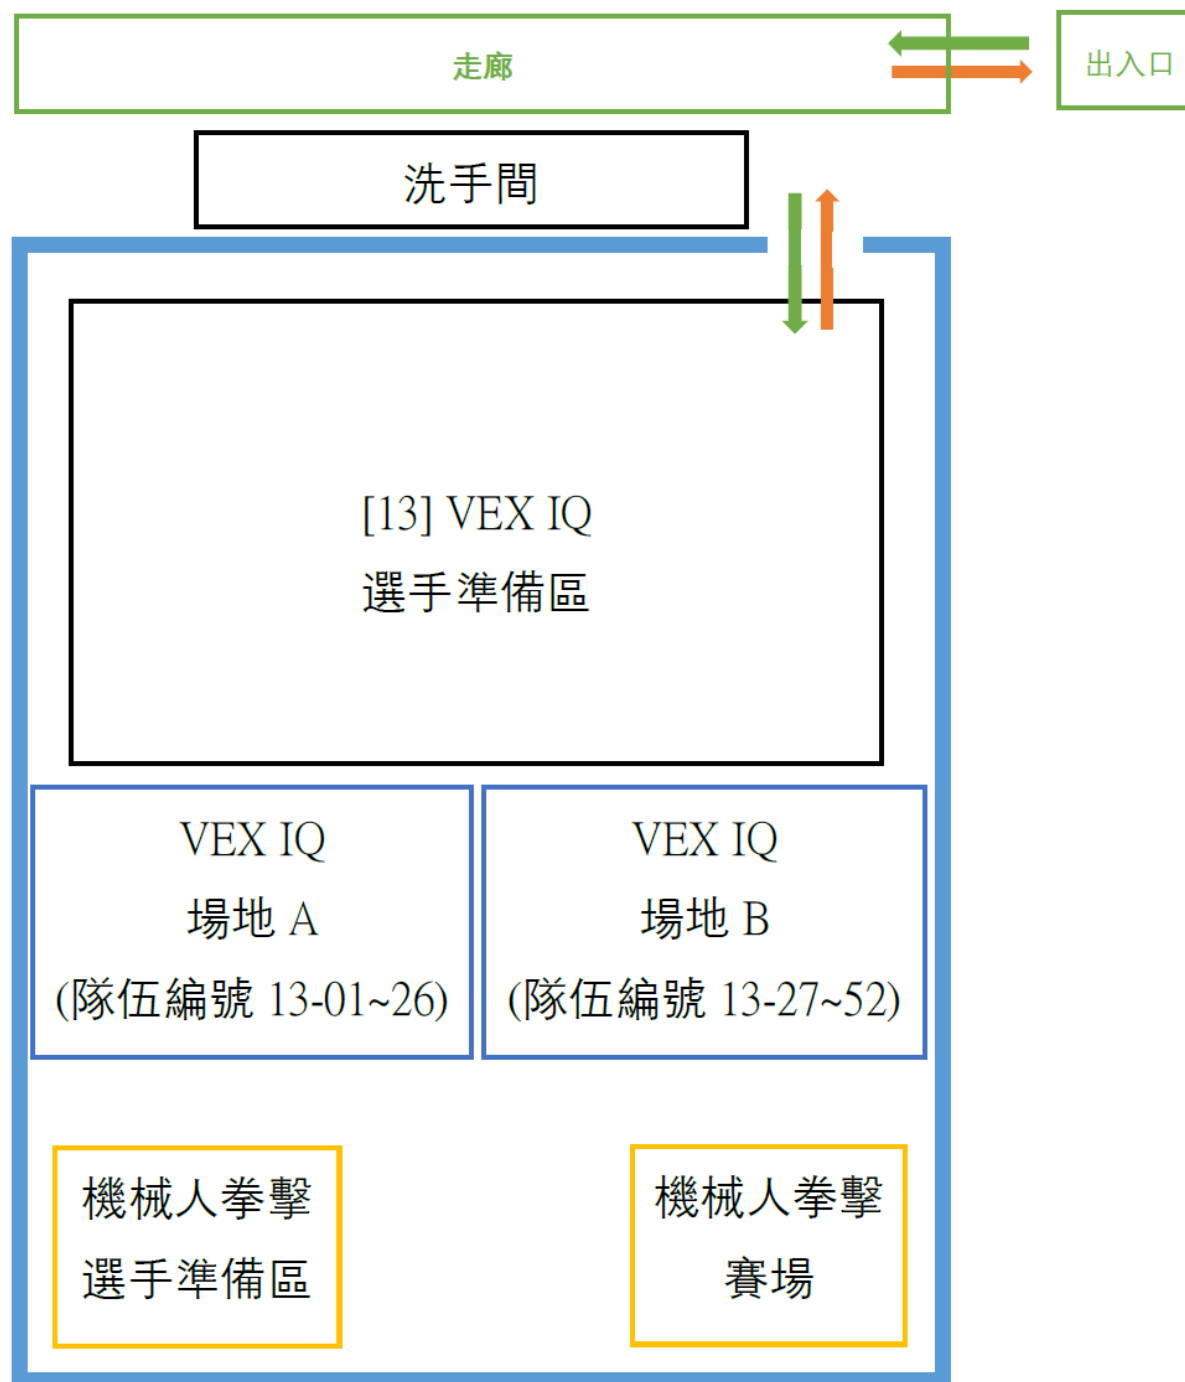 走廊
出入口
洗手間
[13] VEX IQ
選手準備區
VEX IQ
場地 A
(隊伍編號 13-01~26)
VEX IQ
場地 B
(隊伍編號 13-27~52)
機械人拳擊
選手準備區
機械人拳擊
賽場